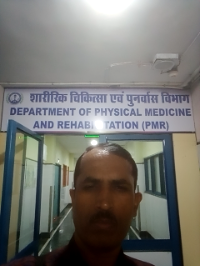 शारीरिक चिकित्सा एवं पुनर्वास विभाग
DEPARTMENT OF PHYSICAL MEDICINE
AND REHABILITATION (PMR)